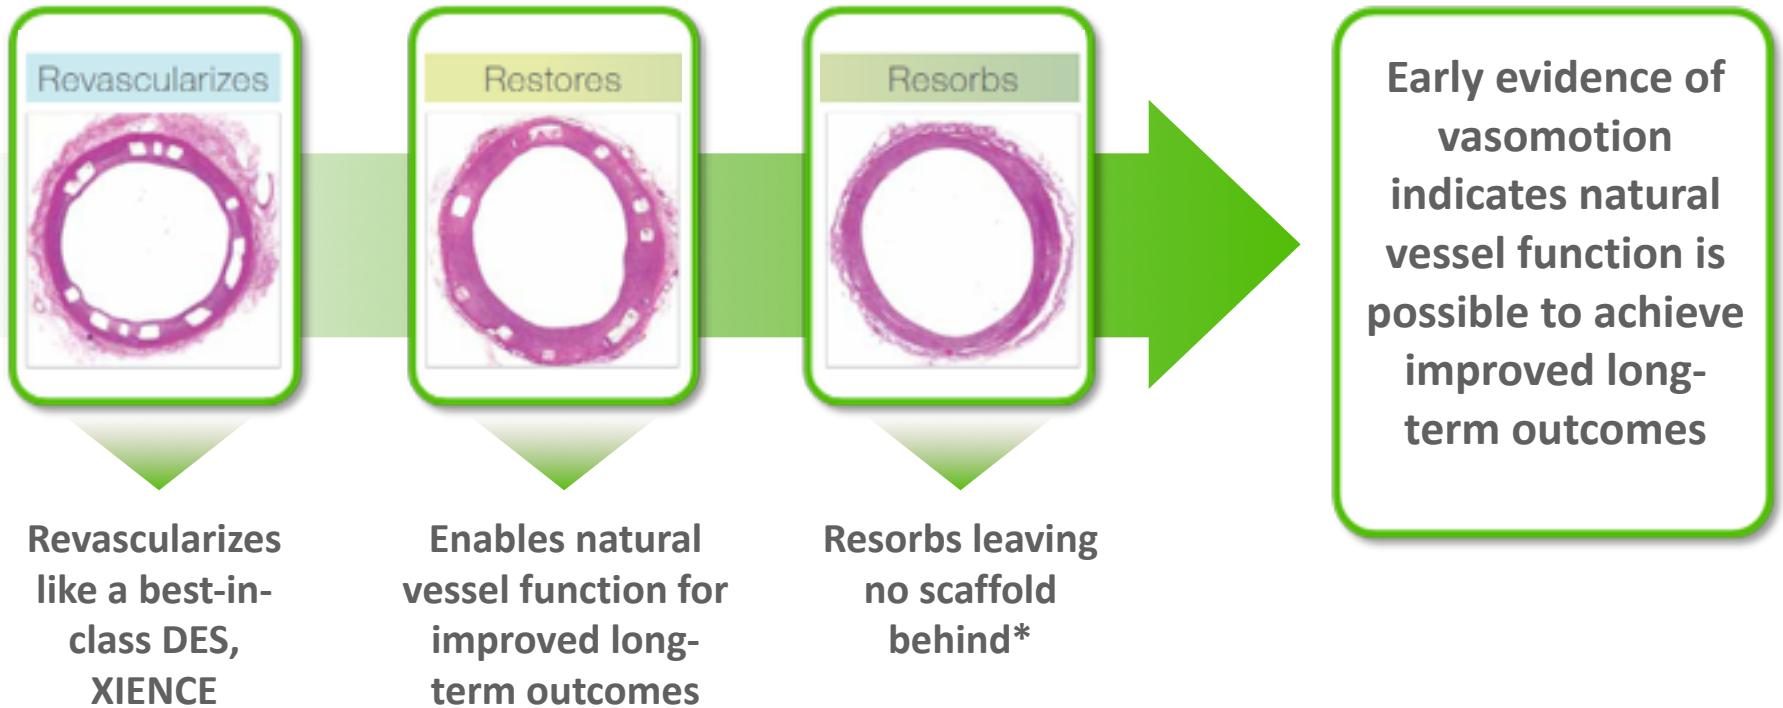 Revascularizes
Restores
Resorbs
Early evidence of
vasomotion
indicates natural
vessel function is
possible to achieve
improved long-
term outcomes
Revascularizes
like a best-in-
class DES,
XIENCE
Enables natural
vessel function for
improved long-
term outcomes
Resorbs leaving
no scaffold
behind*